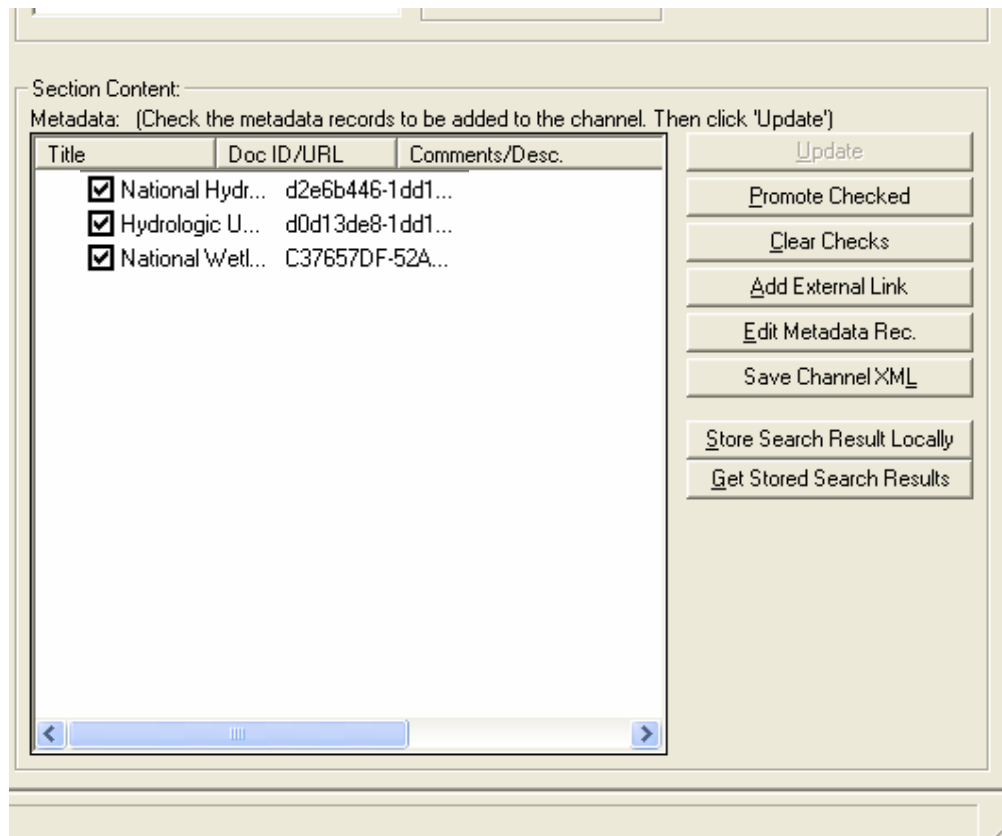 Section Content:
Metadata: (Check the metadata records to be added to the channel. Then click 'Update')
Title Doc ID/URL Comments/Desc.
National Hydr... d2e6b446-1dd1...
Hydrologic U... d0d13de8-1dd1...
National Wetl... C37657DF-52A...
Update
Promote Checked
Clear Checks
Add External Link
Edit Metadata Rec.
Save Channel XML
Store Search Result Locally
Get Stored Search Results